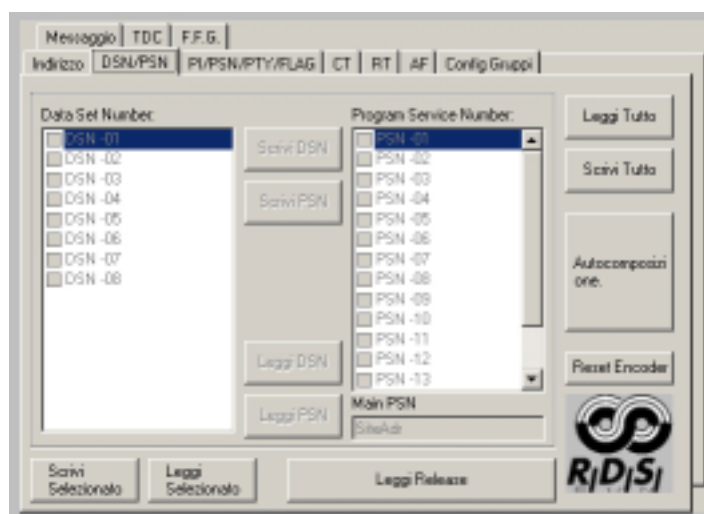 Messaggio TDC F.F.G.
Indirizzo DSN/PSN PI/PSN/PTY/FLAG CT RT AF Config Gruppi
Data Set Number:
DSN -01
DSN -02
DSN -03
DSN -04
DSN -05
DSN -06
DSN -07
DSN -08
Scrivi DSN
Scrivi PSN
Leggi DSN
Leggi PSN
Program Service Number:
PSN -01
PSN -02
PSN -03
PSN -04
PSN -05
PSN -06
PSN -07
PSN -08
PSN -09
PSN -10
PSN -11
PSN -12
PSN -13
Main PSN
SiteAdr
Leggi Tutto
Scrivi Tutto
Autocomposizi
one.
Reset Encoder
R|D|S|
Scrivi
Selezionato
Leggi
Selezionato
Leggi Release